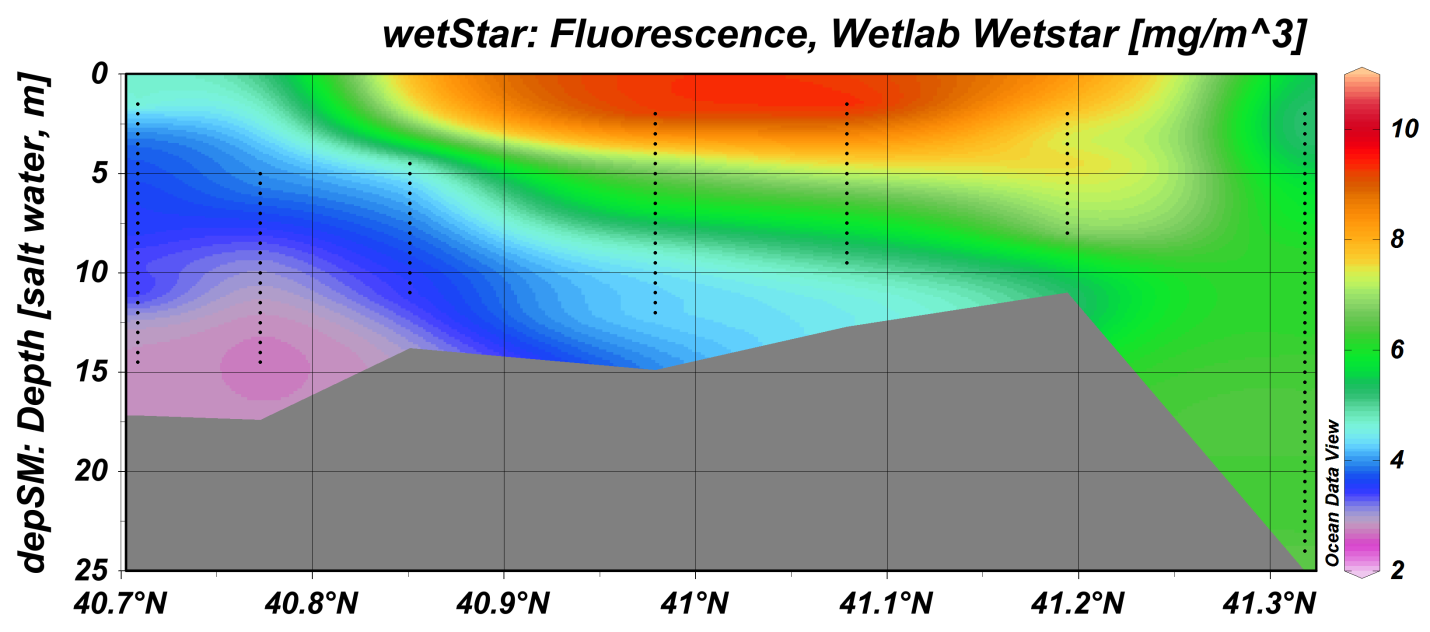 wetStar: Fluorescence, Wetlab Wetstar [mg/m^3]
depSM: Depth [salt water, m]
0
5
10
15
20
25
40.7°N
40.8°N
40.9°N
41°N
41.1°N
41.2°N
41.3°N
Ocean Data View
10
8
6
4
2